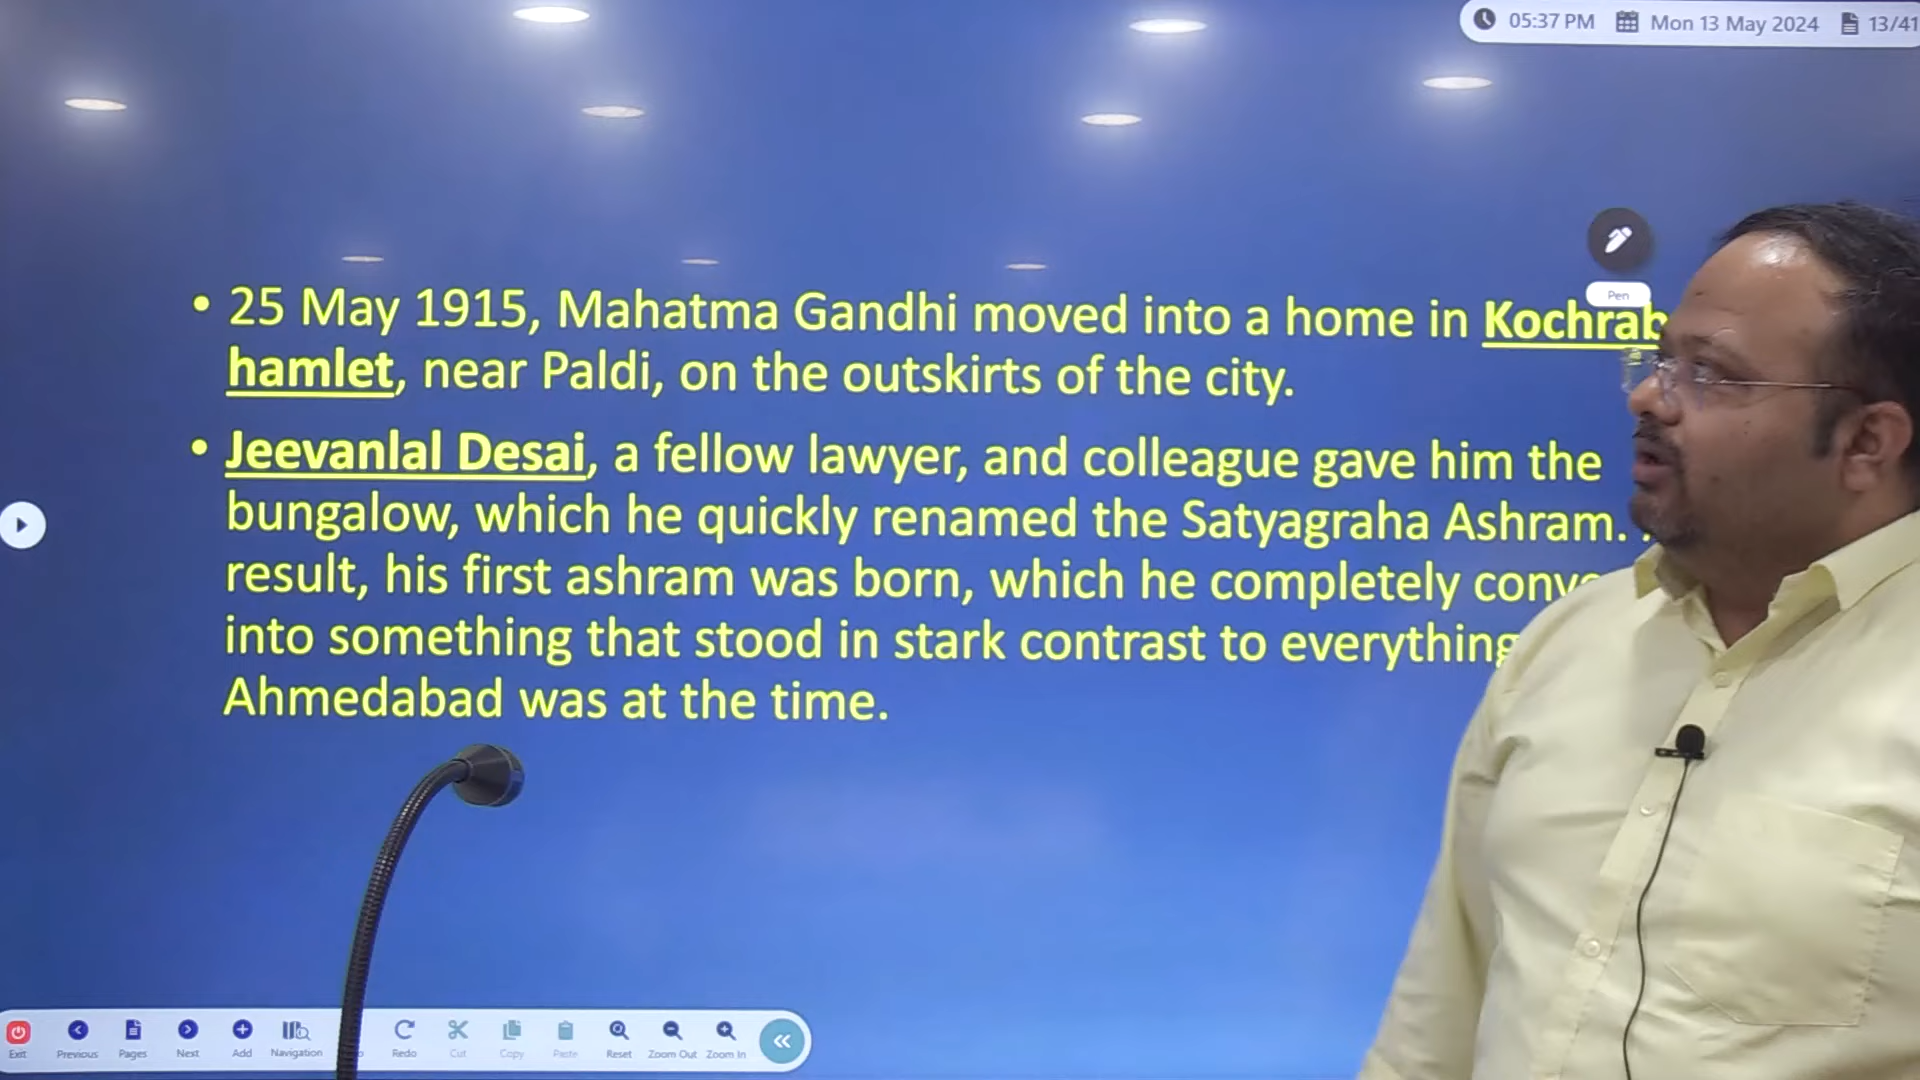 05:37 PM Mon 13 May 2024 13/41
Pen
• 25 May 1915, Mahatma Gandhi moved into a home in Kochrab
hamlet, near Paldi, on the outskirts of the city.
• Jeevanlal Desai, a fellow lawyer, and colleague gave him the
bungalow, which he quickly renamed the Satyagraha Ashram.
result, his first ashram was born, which he completely
into something that stood in stark contrast to everything
Ahmedabad was at the time.
Exit Previous Pages Next Add Navigation Redo Cut Copy Paste Reset Zoom Out Zoom In